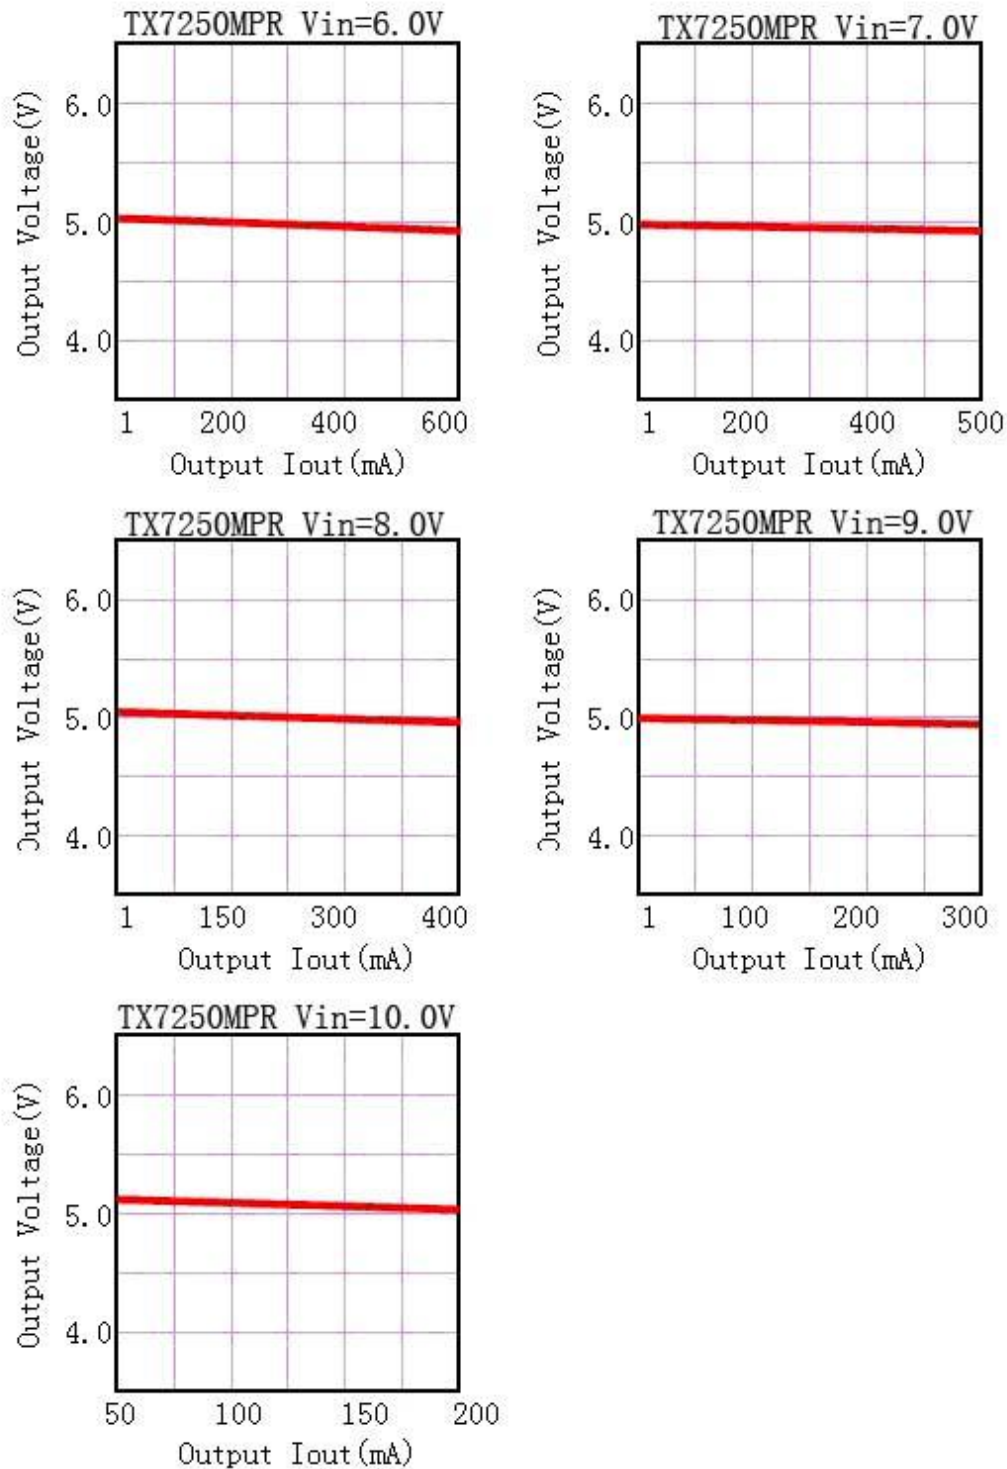 TX7250MPR Vin=6.0V
Output Voltage(V)
6.0
5.0
4.0
1 200 400 600
Output Iout(mA)
TX7250MPR Vin=7.0V
Output Voltage(V)
6.0
5.0
4.0
1 200 400 500
Output Iout(mA)
TX7250MPR Vin=8.0V
Output Voltage(V)
6.0
5.0
4.0
1 150 300 400
Output Iout(mA)
TX7250MPR Vin=9.0V
Output Voltage(V)
6.0
5.0
4.0
1 100 200 300
Output Iout(mA)
TX7250MPR Vin=10.0V
Output Voltage(V)
6.0
5.0
4.0
50 100 150 200
Output Iout(mA)